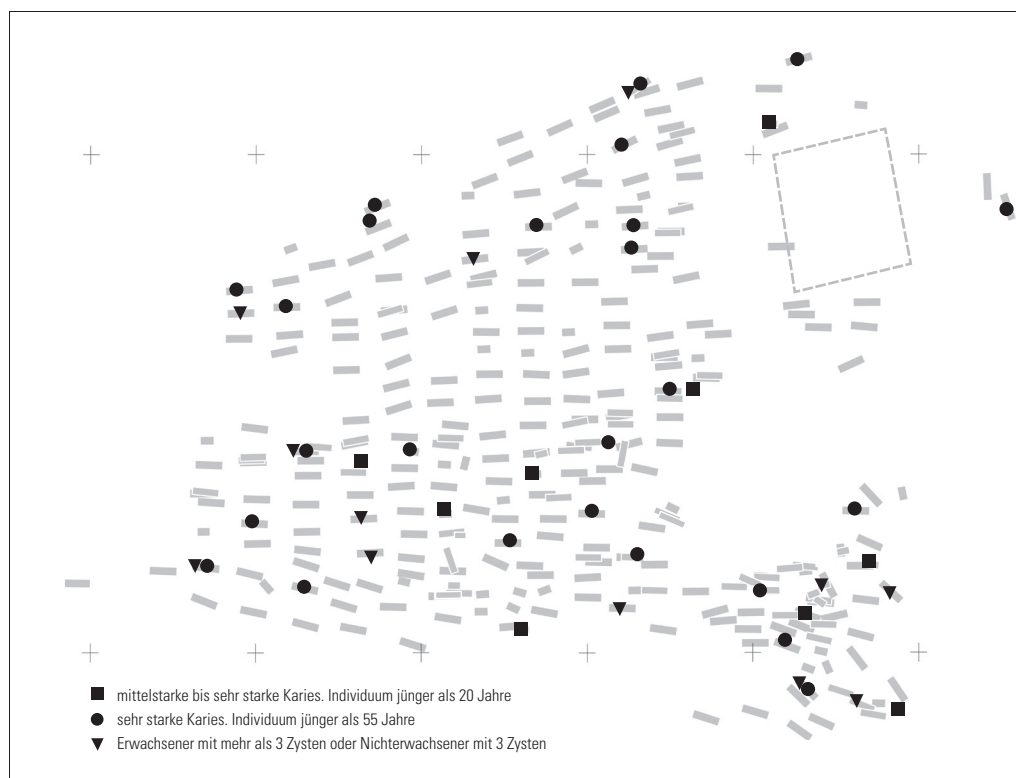 mittelstarke bis sehr starke Karies. Individuum jünger als 20 Jahre
sehr starke Karies. Individuum jünger als 55 Jahre
Erwachsener mit mehr als 3 Zysten oder Nichterwachsener mit 3 Zysten